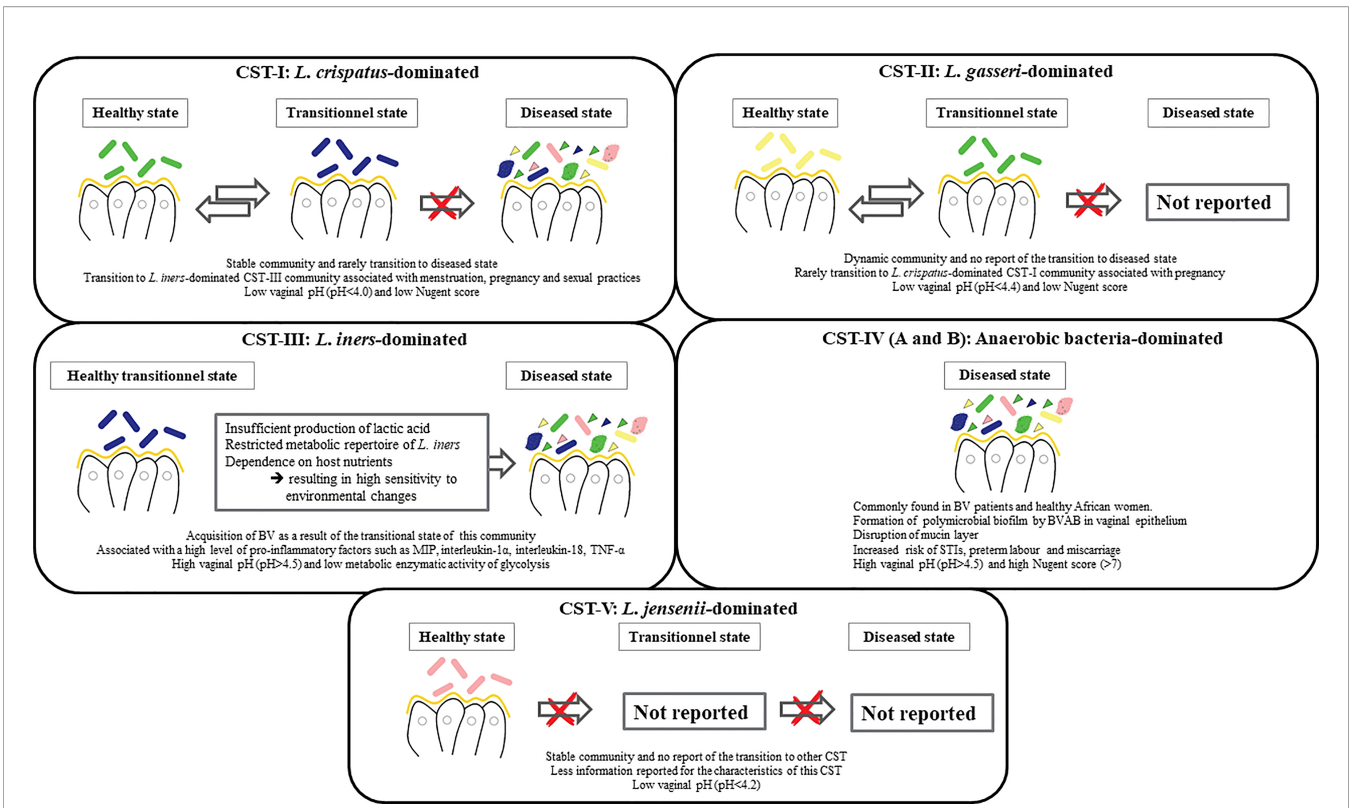 CST-I: L. crispatus-dominated
Healthy state
Transitionnel state
Diseased state
Stable community and rarely transition to diseased state
Transition to L. iners-dominated CST-III community associated with menstruation, pregnancy and sexual practices
Low vaginal pH (pH<4.0) and low Nugent score
CST-II: L. gasseri-dominated
Healthy state
Transitionnel state
Diseased state
Not reported
Dynamic community and no report of the transition to diseased state
Rarely transition to L. crispatus-dominated CST-I community associated with pregnancy
Low vaginal pH (pH<4.4) and low Nugent score
CST-III: L. iners-dominated
Healthy transitionnel state
Diseased state
Insufficient production of lactic acid
Restricted metabolic repertoire of L. iners
Dependence on host nutrients
➔ resulting in high sensitivity to
environmental changes
Acquisition of BV as a result of the transitional state of this community
Associated with a high level of pro-inflammatory factors such as MIP, interleukin-1α, interleukin-18, TNF-α
High vaginal pH (pH>4.5) and low metabolic enzymatic activity of glycolysis
CST-IV (A and B): Anaerobic bacteria-dominated
Diseased state
Commonly found in BV patients and healthy African women.
Formation of polymicrobial biofilm by BVAB in vaginal epithelium
Disruption of mucin layer
Increased risk of STIs, preterm labour and miscarriage
High vaginal pH (pH>4.5) and high Nugent score (>7)
CST-V: L. jensenii-dominated
Healthy state
Transitionnel state
Diseased state
Not reported
Not reported
Stable community and no report of the transition to other CST
Less information reported for the characteristics of this CST
Low vaginal pH (pH<4.2)